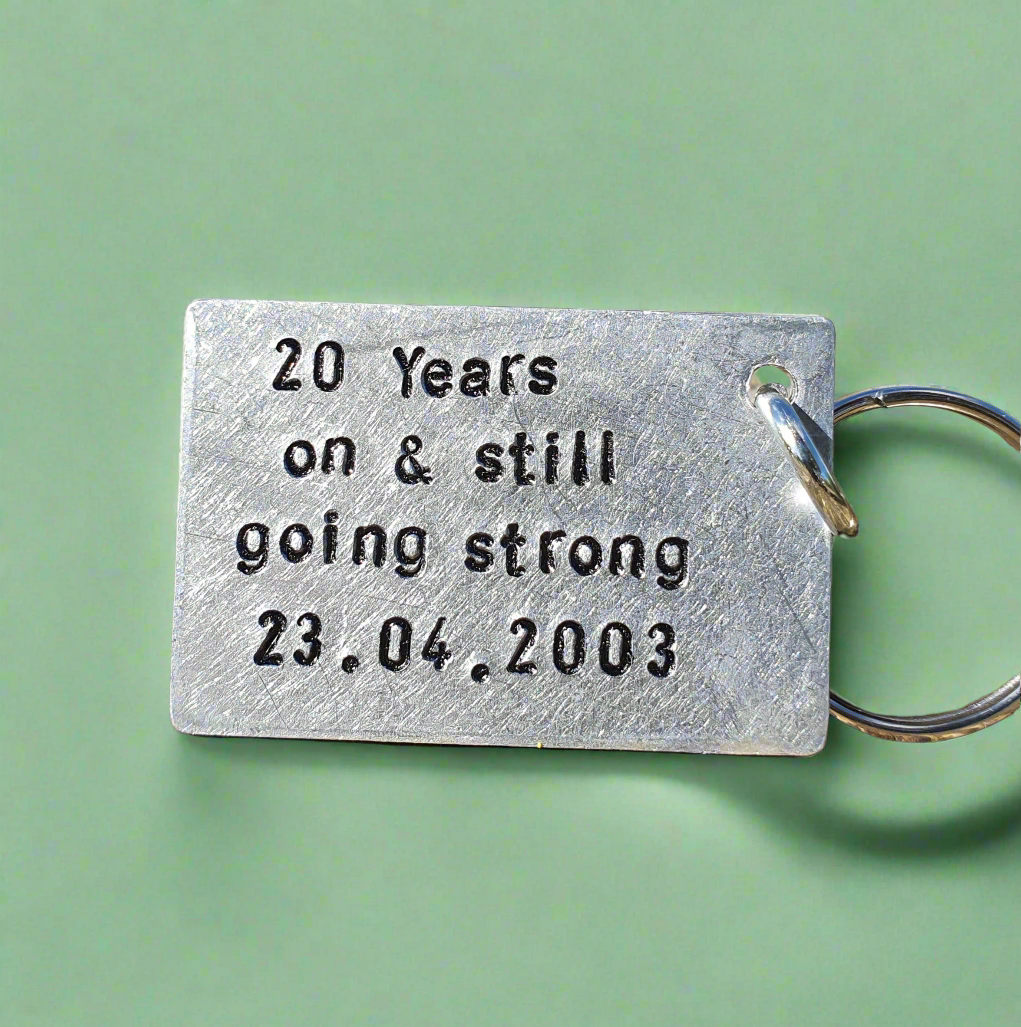 20 Years
on & still
going strong
23.04.2003